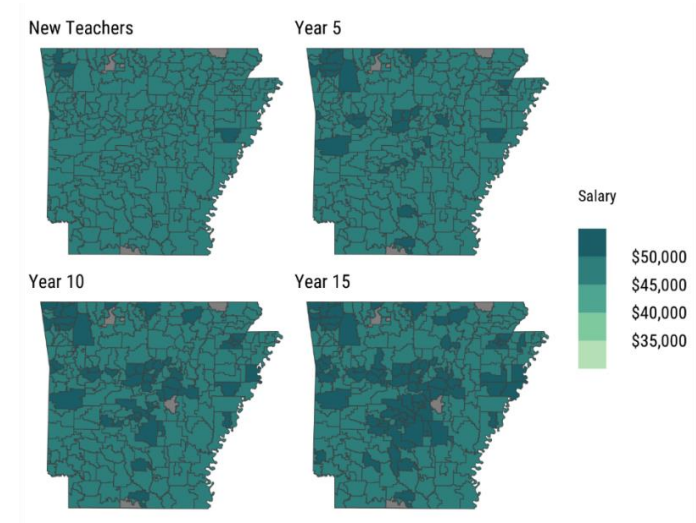 New Teachers
Year 5
Year 10
Year 15
Salary
$50,000
$45,000
$40,000
$35,000